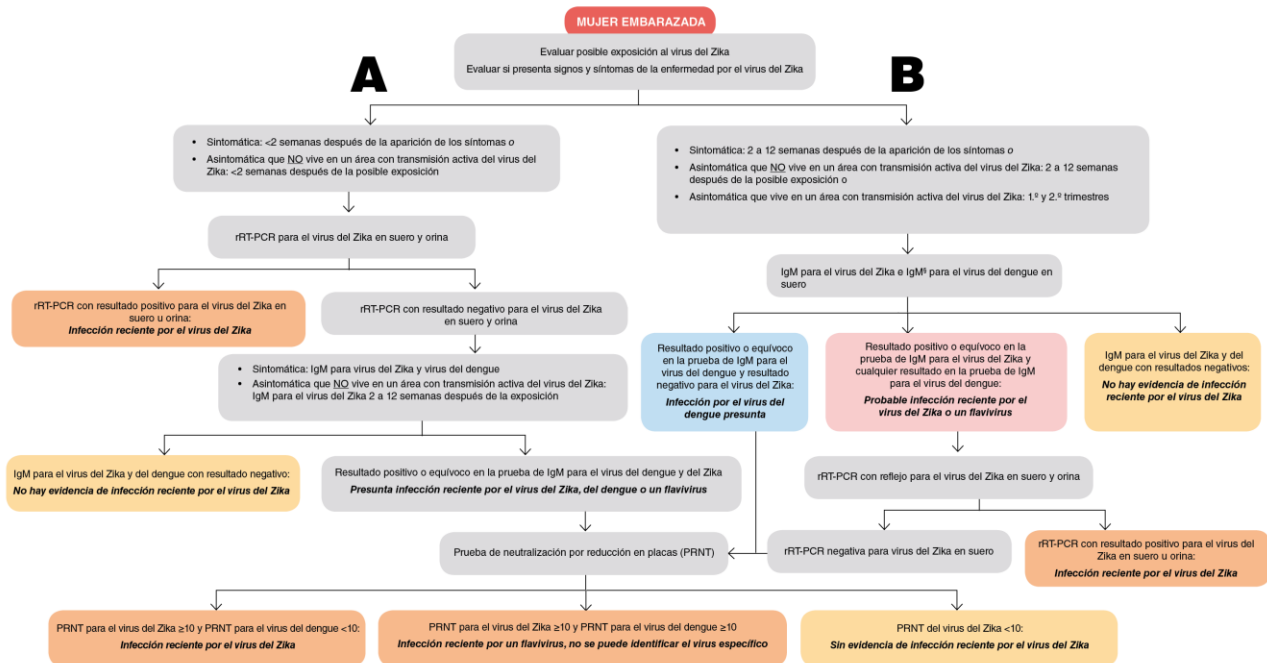 MUJER EMBARAZADA
Evaluar posible exposición al virus del Zika
Evaluar si presenta signos y síntomas de la enfermedad por el virus del Zika
A
B
• Sintomática: <2 semanas después de la aparición de los síntomas o
• Asintomática que NO vive en un área con transmisión activa del virus del
Zika: <2 semanas después de la posible exposición
• Sintomática: 2 a 12 semanas después de la aparición de los síntomas o
• Asintomática que NO vive en un área con transmisión activa del virus del Zika: 2 a 12 semanas
después de la posible exposición o
• Asintomática que vive en un área con transmisión activa del virus del Zika: 1.º y 2.º trimestres
rRT-PCR para el virus del Zika en suero y orina
IgM para el virus del Zika e IgM§ para el virus del dengue en
suero
rRT-PCR con resultado positivo para el virus del Zika en
suero u orina:
Infección reciente por el virus del Zika
rRT-PCR con resultado negativo para el virus del Zika
en suero y orina
Resultado positivo o equívoco
en la prueba de IgM para el
virus del dengue y resultado
negativo para el virus del Zika:
Infección por el virus del
dengue presunta
Resultado positivo o equívoco en la
prueba de IgM para el virus del Zika y
cualquier resultado en la prueba de IgM
para el virus del dengue:
Probable infección reciente por el
virus del Zika o un flavivirus
IgM para el virus del Zika y del
dengue con resultados negativos:
No hay evidencia de infección
reciente por el virus del Zika
• Sintomática: IgM para virus del Zika y virus del dengue
• Asintomática que NO vive en un área con transmisión activa del virus del Zika:
IgM para el virus del Zika 2 a 12 semanas después de la exposición
IgM para el virus del Zika y del dengue con resultado negativo:
No hay evidencia de infección reciente por el virus del Zika
Resultado positivo o equívoco en la prueba de IgM para el virus del dengue y del Zika
Presunta infección reciente por el virus del Zika, del dengue o un flavivirus
rRT-PCR con reflejo para el virus del Zika en suero y orina
Prueba de neutralización por reducción en placas (PRNT)
rRT-PCR negativa para virus del Zika en suero
rRT-PCR con resultado positivo para el virus del
Zika en suero u orina:
Infección reciente por el virus del Zika
PRNT para el virus del Zika ≥10 y PRNT para el virus del dengue <10:
Infección reciente por el virus del Zika
PRNT para el virus del Zika ≥10 y PRNT para el virus del dengue ≥10
Infección reciente por un flavivirus, no se puede identificar el virus específico
PRNT del virus del Zika <10:
Sin evidencia de infección reciente por el virus del Zika